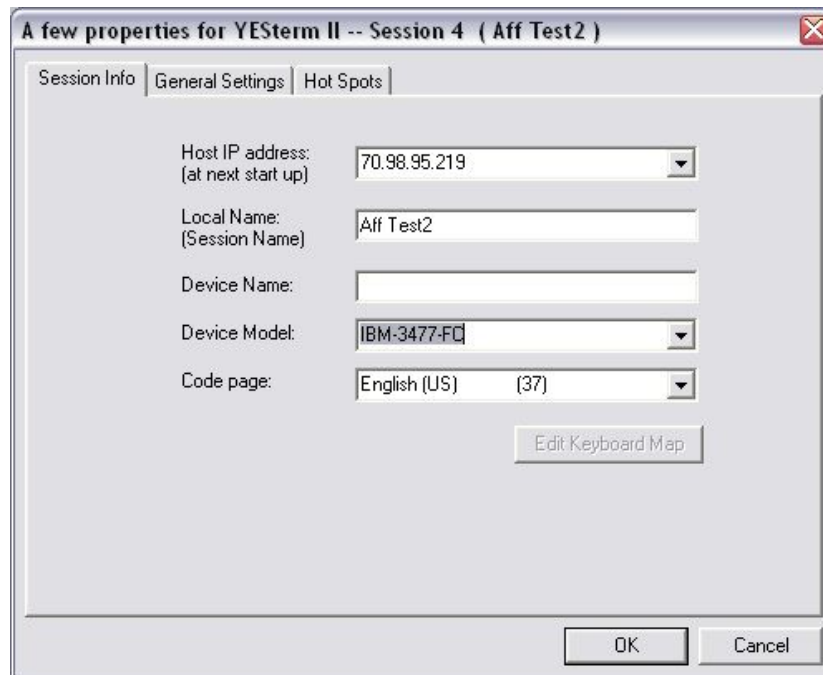 A few properties for YESterm II -- Session 4 ( Aff Test2 )
Session Info General Settings Hot Spots
Host IP address: 70.98.95.219
(at next start up)
Local Name: Aff Test2
(Session Name)
Device Name:
Device Model: IBM-3477-FC
Code page: English (US) (37)
Edit Keyboard Map
OK Cancel